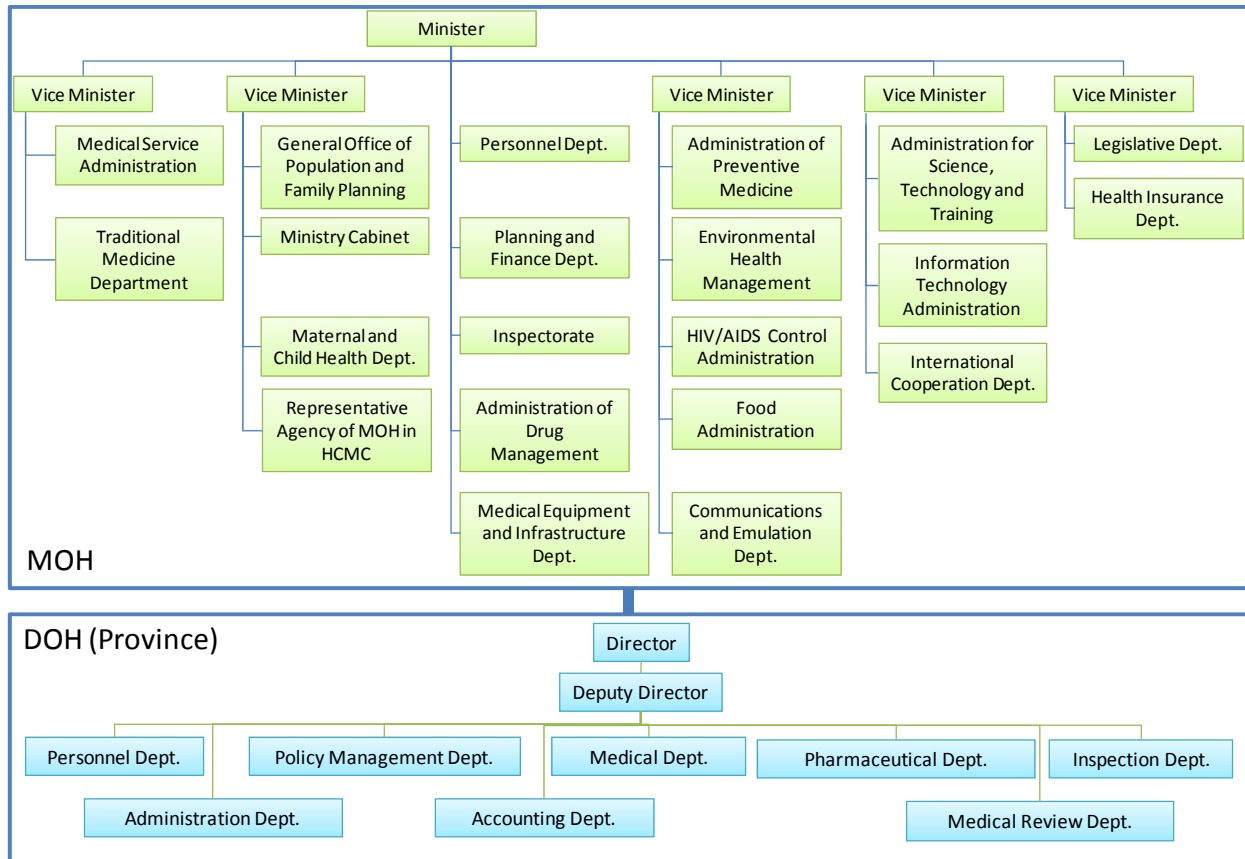 Minister
Vice Minister
Medical Service
Administration
Traditional
Medicine
Department
Vice Minister
General Office of
Population and
Family Planning
Ministry Cabinet
Maternal and
Child Health Dept.
Representative
Agency of MOH in
HCMC
Personnel Dept.
Planning and
Finance Dept.
Inspectorate
Administration of
Drug
Management
Medical Equipment
and Infrastructure
Dept.
Vice Minister
Administration of
Preventive
Medicine
Environmental
Health
Management
HIV/AIDS Control
Administration
Food
Administration
Communications
and Emulation
Dept.
Vice Minister
Administration for
Science,
Technology and
Training
Information
Technology
Administration
International
Cooperation Dept.
Vice Minister
Legislative Dept.
Health Insurance
Dept.
MOH
DOH (Province)
Director
Deputy Director
Personnel Dept.
Policy Management Dept.
Medical Dept.
Pharmaceutical Dept.
Inspection Dept.
Administration Dept.
Accounting Dept.
Medical Review Dept.